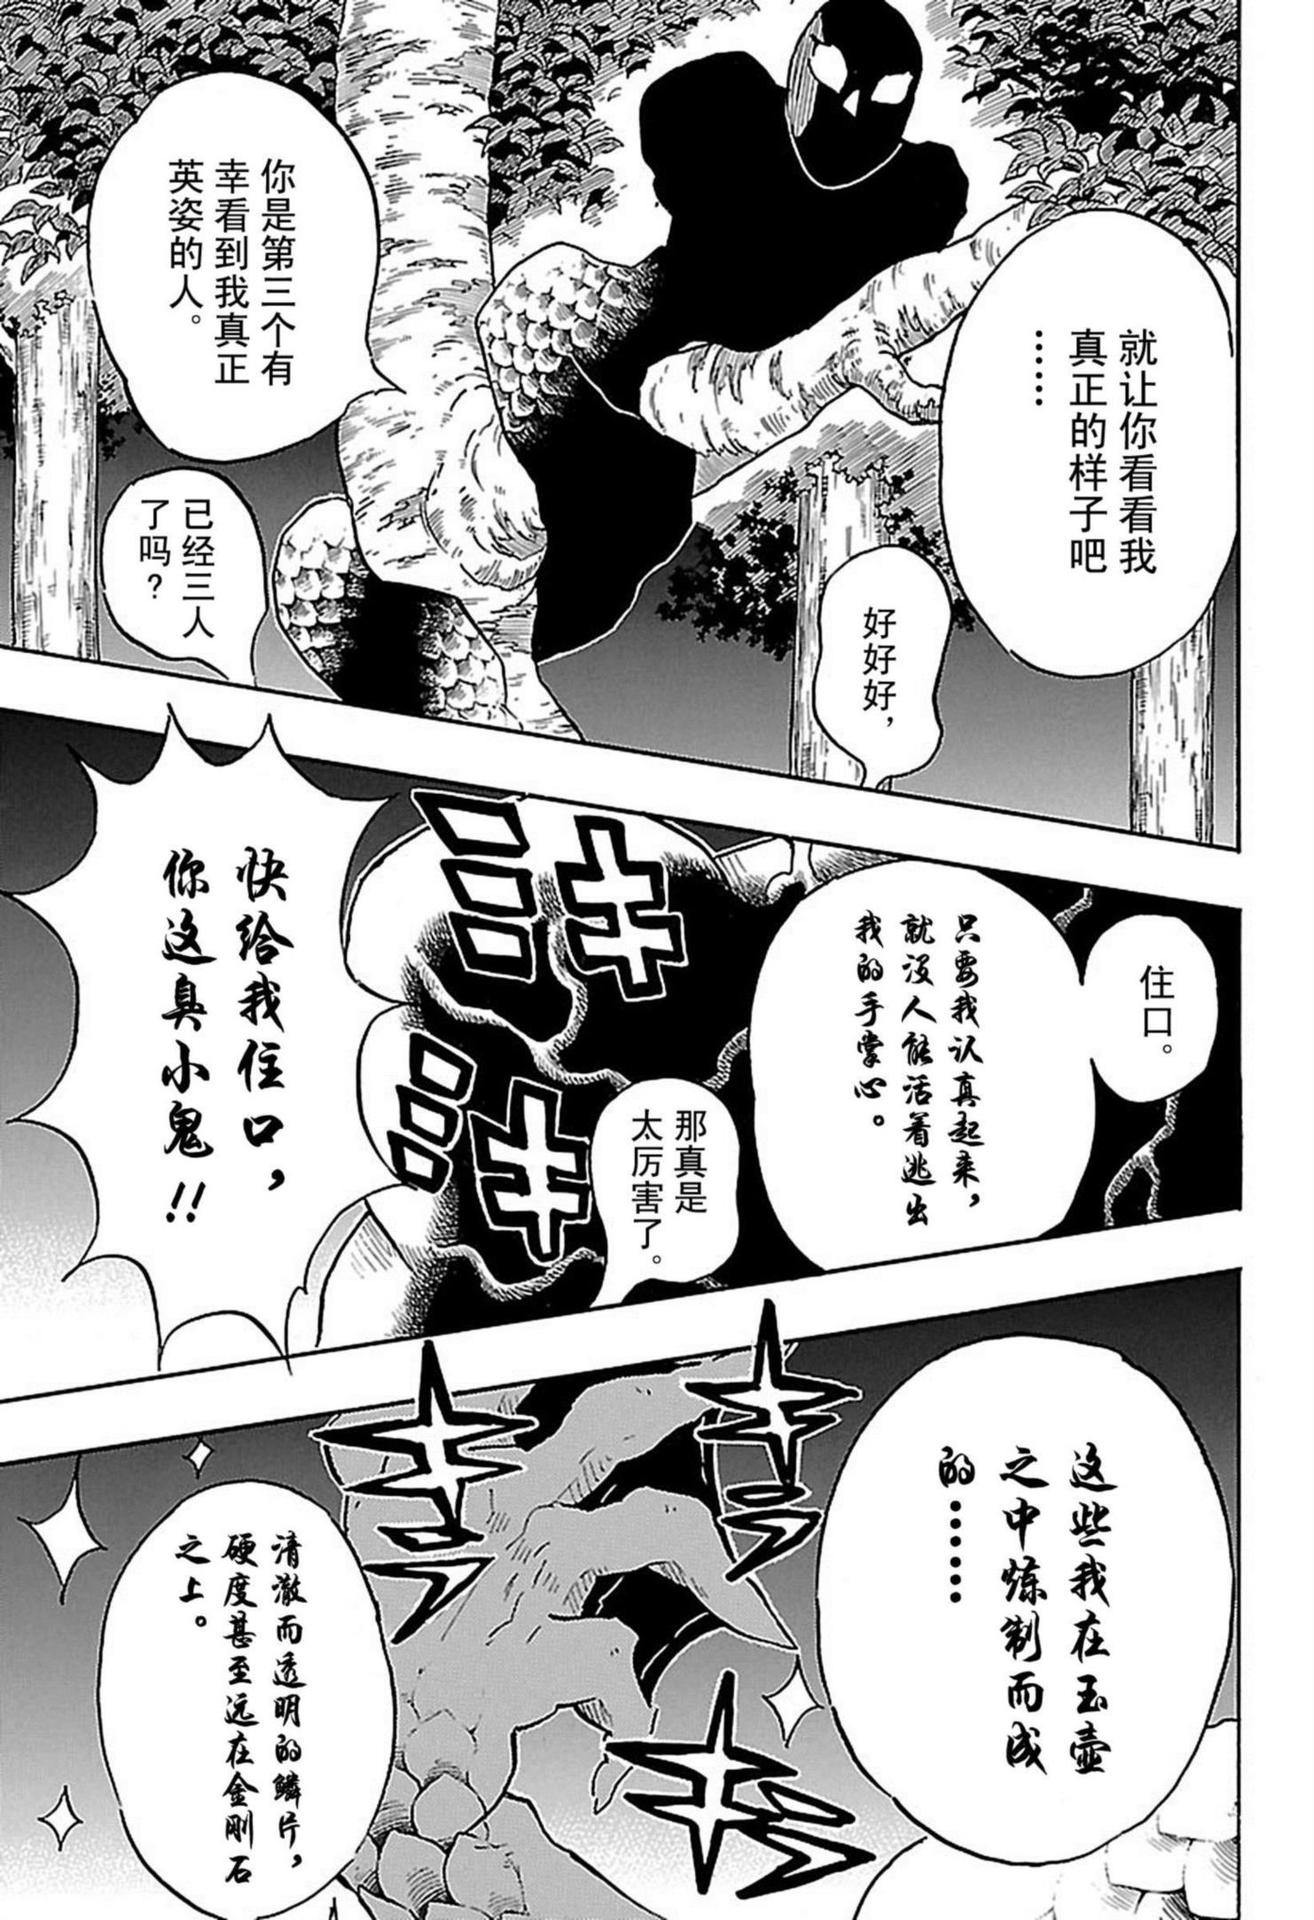 就让你看看我
真正的样子吧
……
好好好，
你是第三个有
幸看到我真正
英姿的人。
已经三人
了吗？
住口。
只要我认真起来，
就没人能活着逃出
我的手掌心。
那真是
太厉害了。
快给我住口，
你这臭小鬼!!
这些我在玉壶
之中炼制而成
的……
清澈而透明的鳞片，
硬度甚至远在金刚石
之上。